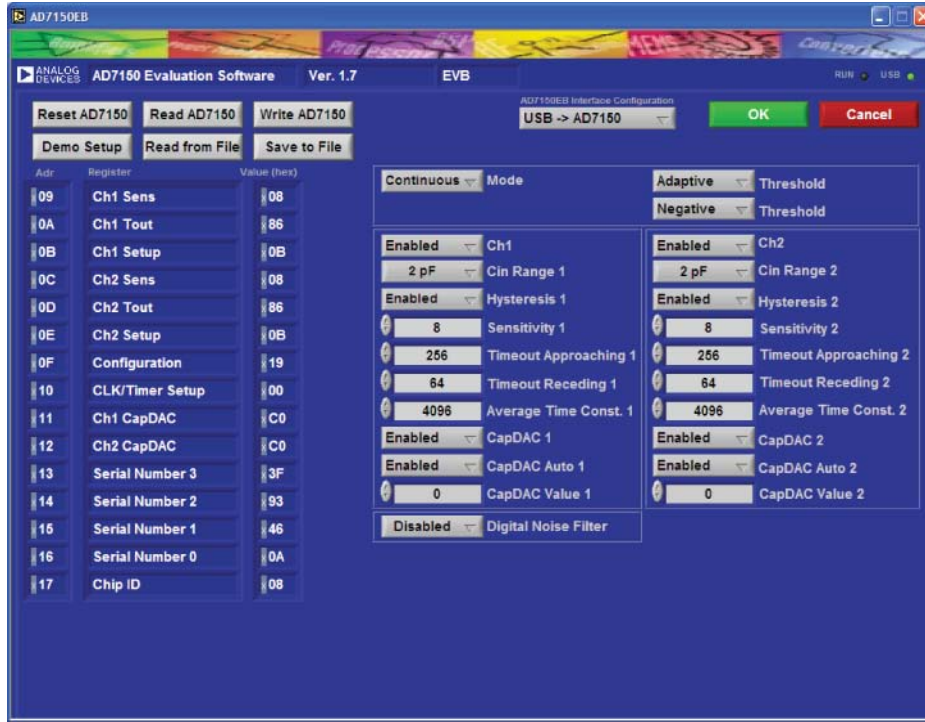 AD7150EB
ANALOG DEVICES AD7150 Evaluation Software Ver. 1.7 EVB RUN USB
Reset AD7150 Read AD7150 Write AD7150
Demo Setup Read from File Save to File
AD7150EB Interface Configuration
USB -> AD7150
OK Cancel
Adr Register Value (hex)
x 09 Ch1 Sens x 08
x 0A Ch1 Tout x 86
x 0B Ch1 Setup x 0B
x 0C Ch2 Sens x 08
x 0D Ch2 Tout x 86
x 0E Ch2 Setup x 0B
x 0F Configuration x 19
x 10 CLK/Timer Setup x 00
x 11 Ch1 CapDAC x C0
x 12 Ch2 CapDAC x C0
x 13 Serial Number 3 x 3F
x 14 Serial Number 2 x 93
x 15 Serial Number 1 x 46
x 16 Serial Number 0 x 0A
x 17 Chip ID x 08
Continuous Mode
Adaptive Threshold
Negative Threshold
Enabled Ch1
2 pF Cin Range 1
Enabled Hysteresis 1
8 Sensitivity 1
256 Timeout Approaching 1
64 Timeout Receding 1
4096 Average Time Const. 1
Enabled CapDAC 1
Enabled CapDAC Auto 1
0 CapDAC Value 1
Enabled Ch2
2 pF Cin Range 2
Enabled Hysteresis 2
8 Sensitivity 2
256 Timeout Approaching 2
64 Timeout Receding 2
4096 Average Time Const. 2
Enabled CapDAC 2
Enabled CapDAC Auto 2
0 CapDAC Value 2
Disabled Digital Noise Filter